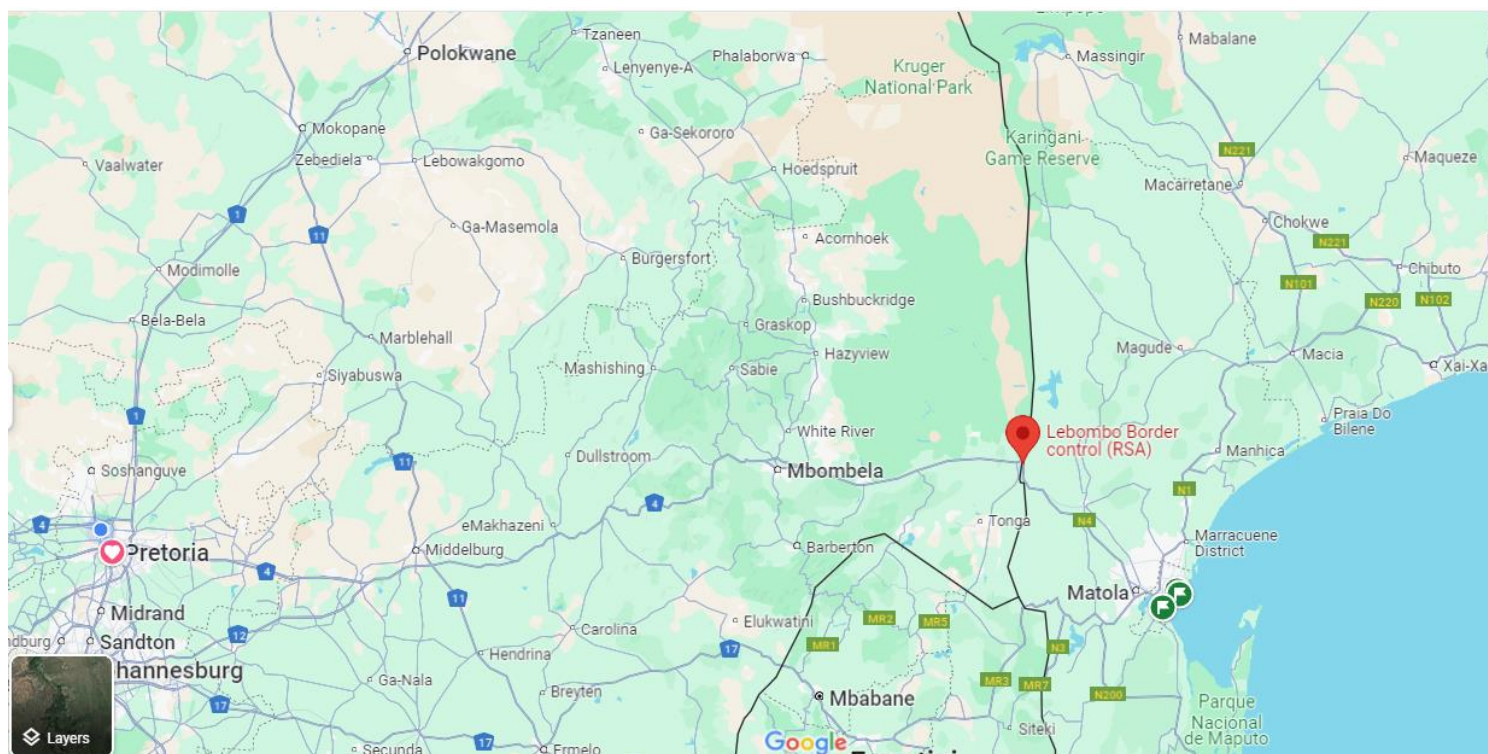 Tzaneen
Polokwane
Lenyenye-A
Phalaborwa
Kruger
National Park
Massingir
Mabalane
Mokopane
Ga-Sekororo
Karingani
Game Reserve
N221
Vaalwater
Zebediela
Lebowakgomo
Hoedspruit
Maqueze
Macarretane
1
11
Ga-Masemola
Acornhoek
Chokwe
N221
Modimolle
Burgersfort
Chibuto
N101
N220
N102
Bela-Bela
Bushbuckridge
Marblehall
Graskop
Hazyview
Magude
Macia
Mashishing
Sabie
Xai-Xa
Siyabuswa
1
Praia Do
Bilene
White River
Lebombo Border
control (RSA)
Manhica
Soshanguve
11
Dullstroom
Mbombela
4
N1
4
eMakhazeni
Tonga
N4
Marracuene
District
Pretoria
Middelburg
Barberton
4
Matola
Midrand
11
Elukwatini
MR2
MR5
12
Carolina
17
MR1
N3
Sandton
Hendrina
hannesburg
Ga-Nala
Breyten
Mbabane
MR3
MR7
N200
17
Parque
Nacional
de Maputo
Siteki
Layers
Secunda
17
Ermelo
Google